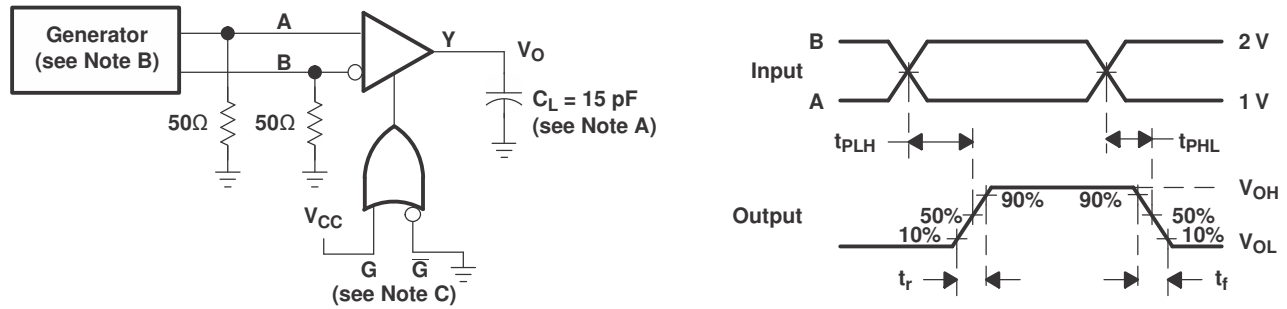 Generator
(see Note B)
A
B
Y
V_O
50Ω
50Ω
C_L = 15 pF
(see Note A)
V_CC
G
G̅
(see Note C)
B
Input
A
2 V
1 V
t_PLH
t_PHL
Output
50%
10%
90%
90%
50%
10%
V_OH
V_OL
t_r
t_f